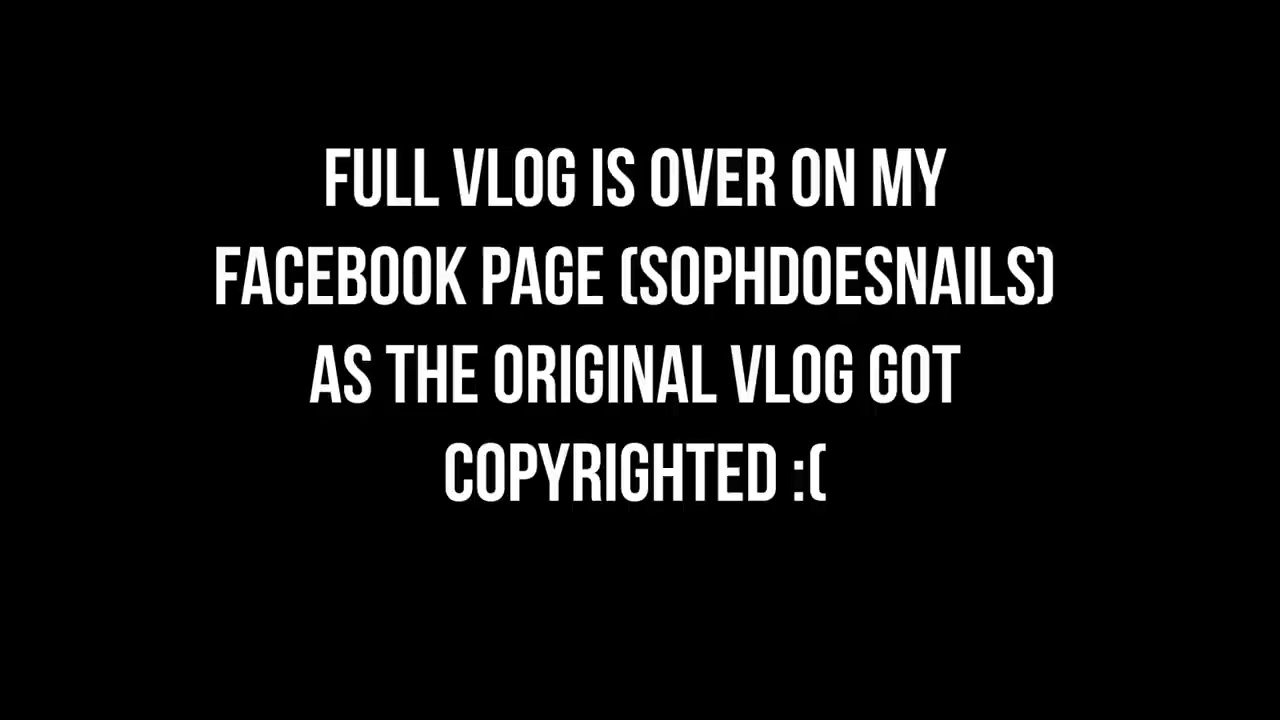 FULL VLOG IS OVER ON MY
FACEBOOK PAGE (SOPHDOESNAILS)
AS THE ORIGINAL VLOG GOT
COPYRIGHTED :(